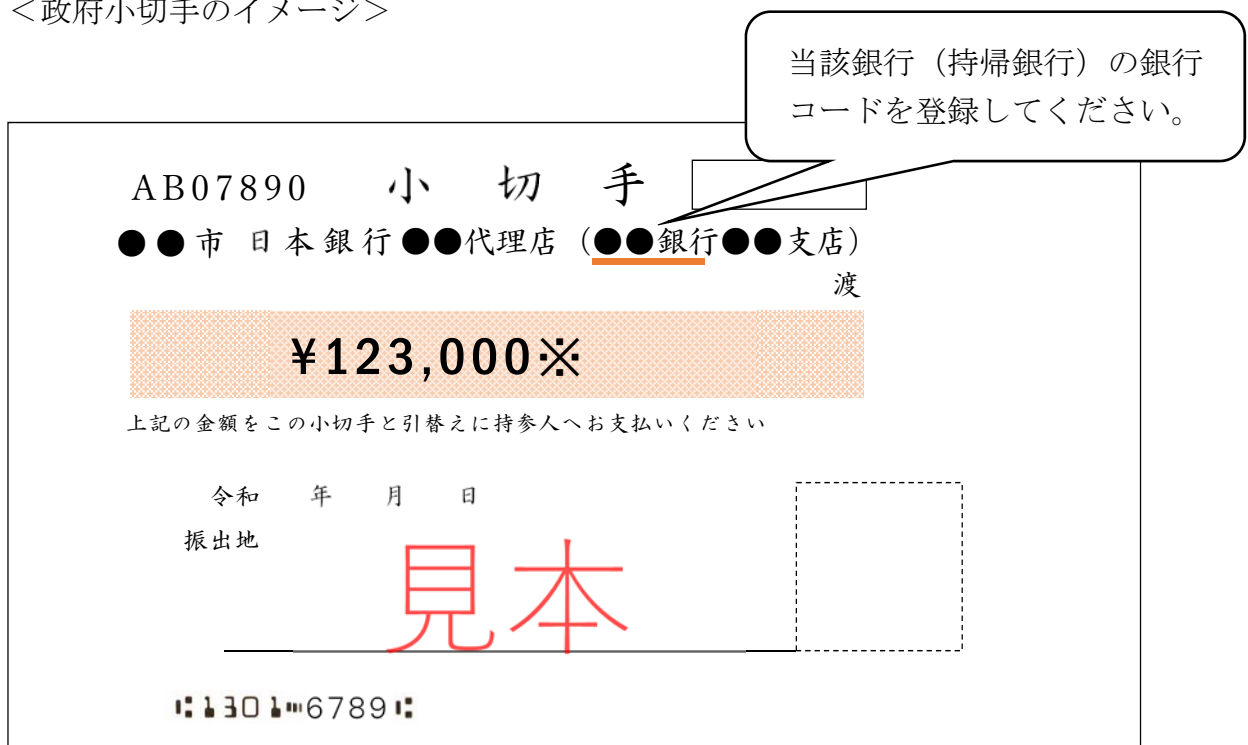 ＜政府小切手のイメージ＞
当該銀行（持帰銀行）の銀行
コードを登録してください。
AB07890 小切手
●●市 日本銀行●●代理店（●●銀行●●支店）
渡
¥123,000※
上記の金額をこの小切手と引替えに持参人へお支払いください
令和 年 月 日
振出地
見本
⑆1301⑉6789⑆